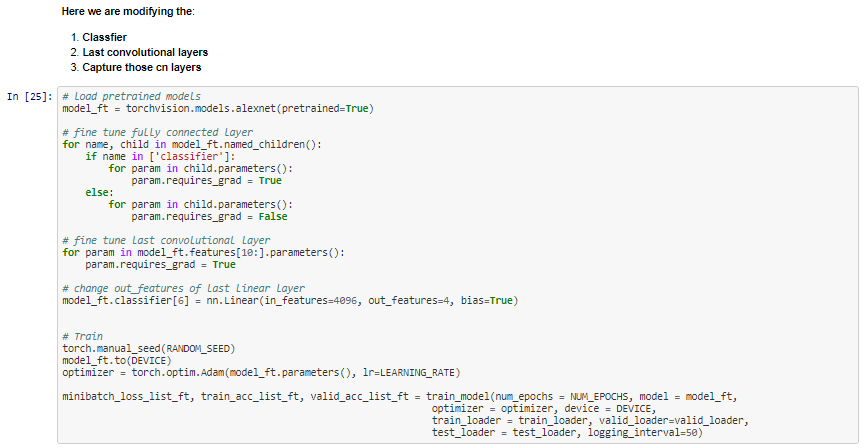 Here we are modifying the:
1. Classfier
2. Last convolutional layers
3. Capture those cn layers
In [25]: # Load pretrained models
model_ft = torchvision.models.alexnet(pretrained=True)
# fine tune fully connected layer
for name, child in model_ft.named_children():
    if name in ['classifier']:
        for param in child.parameters():
            param.requires_grad = True
    else:
        for param in child.parameters():
            param.requires_grad = False
# fine tune last convolutional layer
for param in model_ft.features[10:].parameters():
    param.requires_grad = True
# change out_features of last linear layer
model_ft.classifier[6] = nn.Linear(in_features=4096, out_features=4, bias=True)
# Train
torch.manual_seed(RANDOM_SEED)
model_ft.to(DEVICE)
optimizer = torch.optim.Adam(model_ft.parameters(), lr=LEARNING_RATE)
minibatch_loss_list_ft, train_acc_list_ft, valid_acc_list_ft = train_model(num_epochs = NUM_EPOCHS, model = model_ft,
optimizer = optimizer, device = DEVICE,
train_loader = train_loader, valid_loader=valid_loader,
test_loader = test_loader, logging_interval=50)